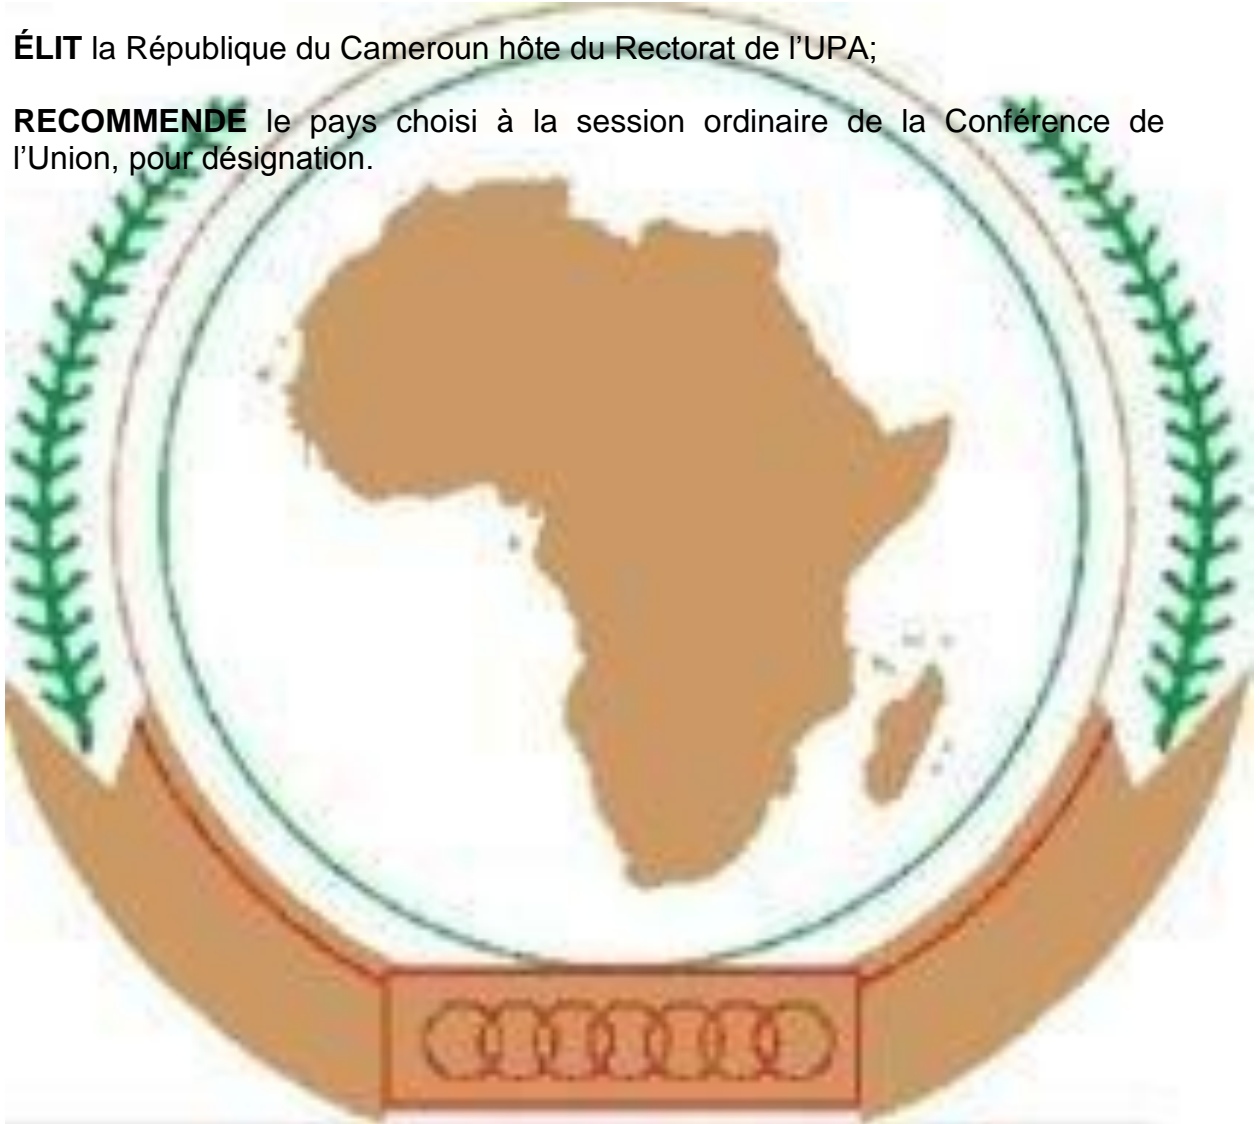 ÉLIT la République du Cameroun hôte du Rectorat de l’UPA;
RECOMMENDE le pays choisi à la session ordinaire de la Conférence de
l’Union, pour désignation.